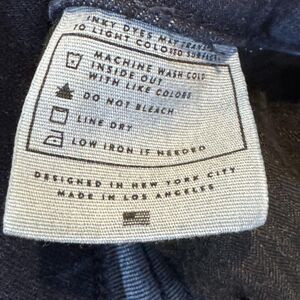 INKY DYES MAY TRANSFER
TO LIGHT COLORED SURFACES
MACHINE WASH COLD
INSIDE OUT
WITH LIKE COLORS
DO NOT BLEACH
LINE DRY
LOW IRON IF NEEDED
DESIGNED IN NEW YORK CITY
MADE IN LOS ANGELES